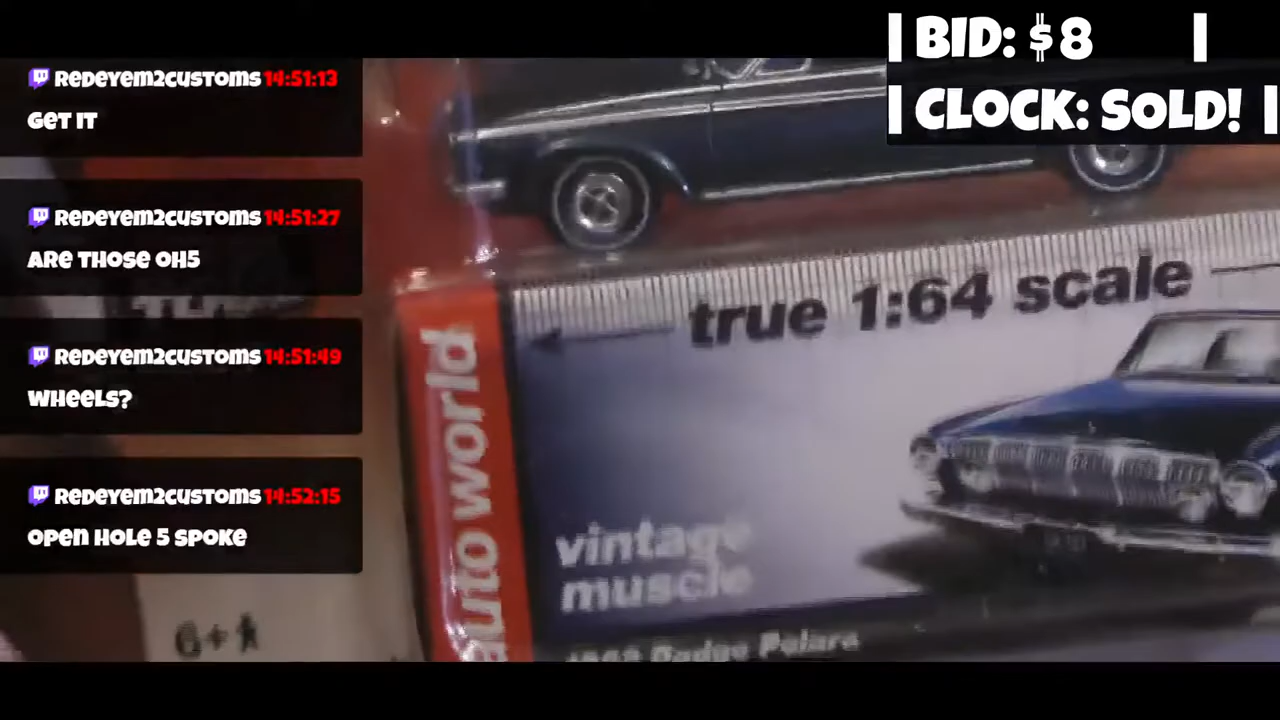 | BID: $8 |
| CLOCK: SOLD! |
Redeyem2customs 14:51:13
GET IT
Redeyem2customs 14:51:27
ARE THOSE OH5
Redeyem2customs 14:51:49
WHEELS?
Redeyem2customs 14:52:15
OPEN HOLE 5 SPOKE
true 1:64 scale
auto world
vintage
muscle
Dodge Polara